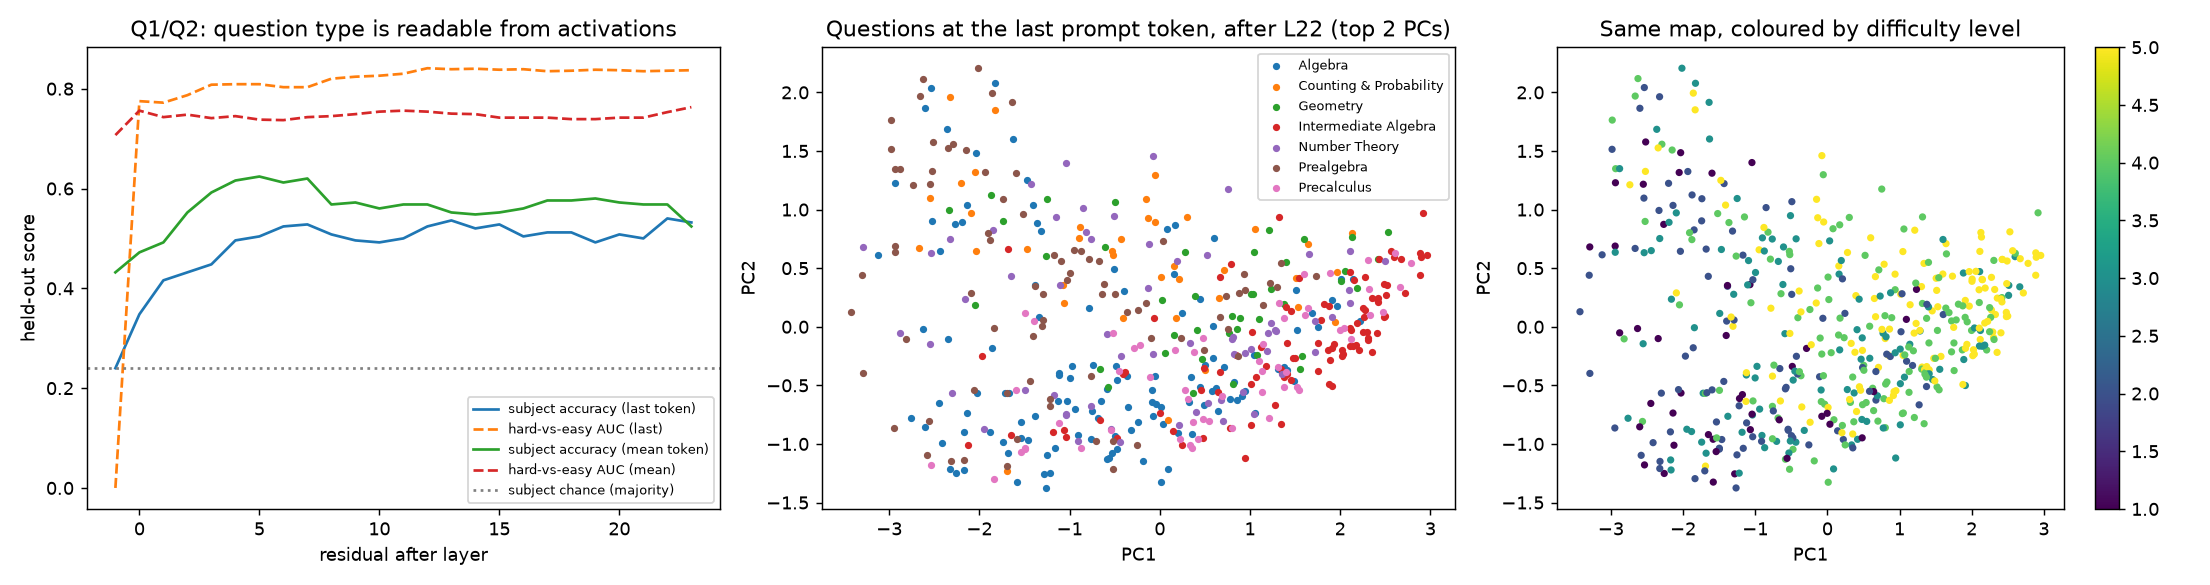 Q1/Q2: question type is readable from activations
held-out score
0.8
0.6
0.4
0.2
0.0
subject accuracy (last token)
hard-vs-easy AUC (last)
subject accuracy (mean token)
hard-vs-easy AUC (mean)
subject chance (majority)
0 5 10 15 20
residual after layer
Questions at the last prompt token, after L22 (top 2 PCs)
PC2
2.0
1.5
1.0
0.5
0.0
−0.5
−1.0
−1.5
Algebra
Counting & Probability
Geometry
Intermediate Algebra
Number Theory
Prealgebra
Precalculus
−3 −2 −1 0 1 2 3
PC1
Same map, coloured by difficulty level
PC2
2.0
1.5
1.0
0.5
0.0
−0.5
−1.0
−1.5
−3 −2 −1 0 1 2 3
PC1
5.0
4.5
4.0
3.5
3.0
2.5
2.0
1.5
1.0